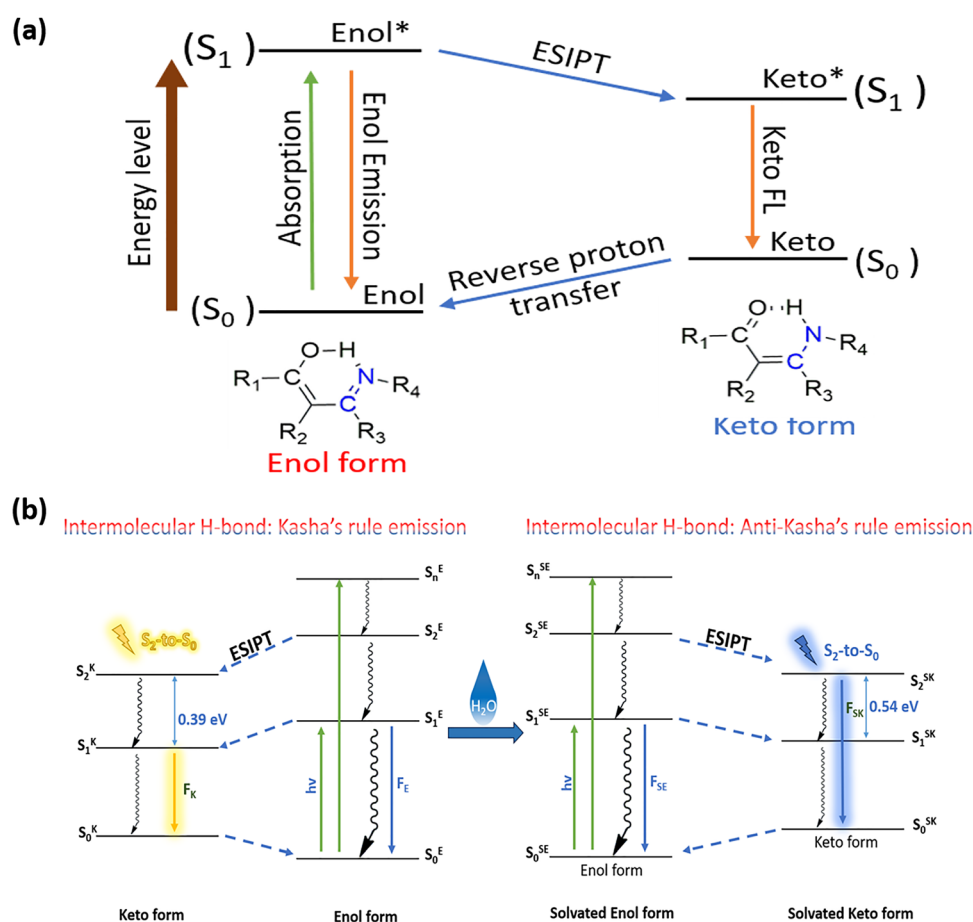 (a)
(S1)
Enol*
ESIPT
Keto*
(S1)
Energy level
Absorption
Enol Emission
Keto FL
Keto
(S0)
Reverse proton
transfer
(S0)
Enol
O H
R1 C N R4
R2 R3
Enol form
O H
R1 C N R4
C
R2 R3
Keto form
(b)
Intermolecular H-bond: Kasha's rule emission
Intermolecular H-bond: Anti-Kasha's rule emission
SnE
SnSE
S2-to-S0
ESIPT
S2E
S2SE
ESIPT
S2-to-S0
S2K
0.39 eV
H2O
S2SK
FSK
0.54 eV
S1E
S1SE
S1K
S1SK
FK
hv
FE
hv
FSE
S0K
S0SK
Keto form
S0E
S0SE
Enol form
Keto form
Enol form
Solvated Enol form
Solvated Keto form